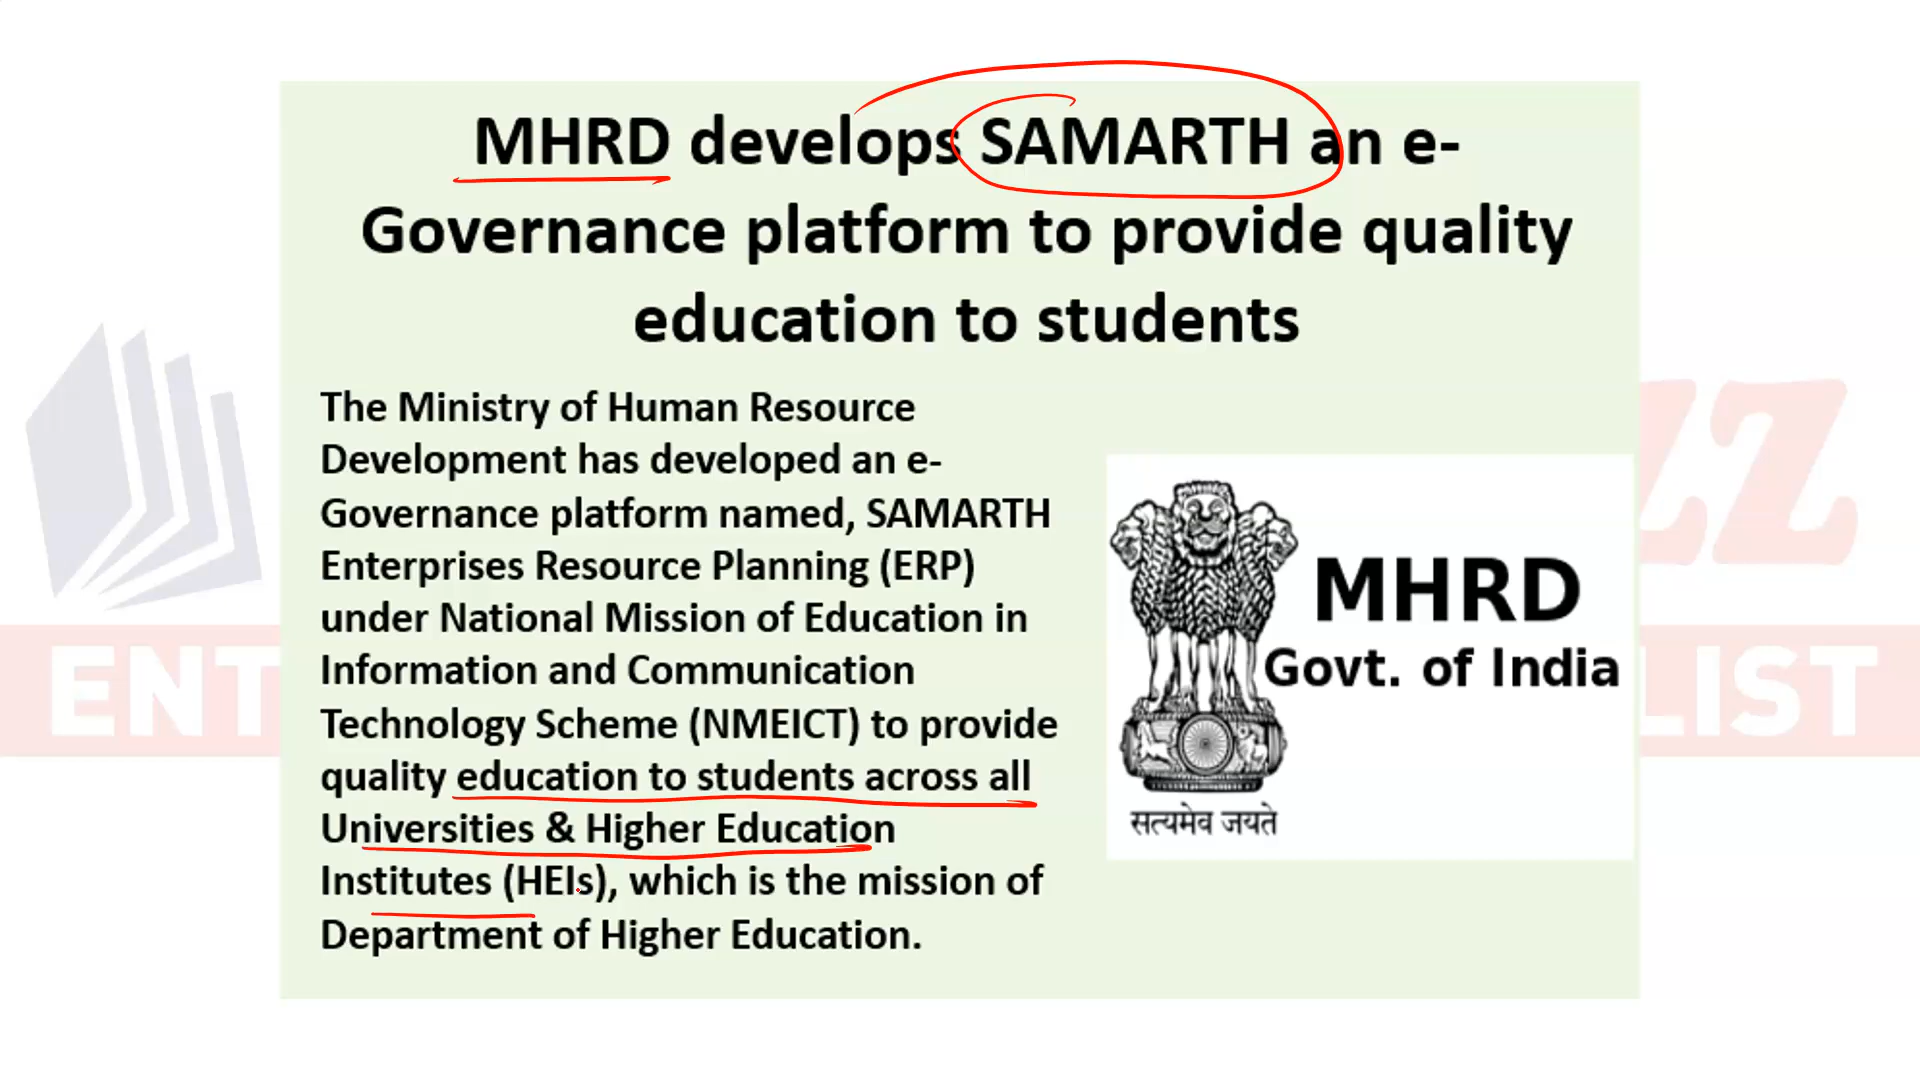 MHRD develops SAMARTH an e-
Governance platform to provide quality
education to students
The Ministry of Human Resource
Development has developed an e-
Governance platform named, SAMARTH
Enterprises Resource Planning (ERP)
under National Mission of Education in
Information and Communication
Technology Scheme (NMEICT) to provide
quality education to students across all
Universities & Higher Education
Institutes (HEIs), which is the mission of
Department of Higher Education.
MHRD
Govt. of India
सत्यमेव जयते